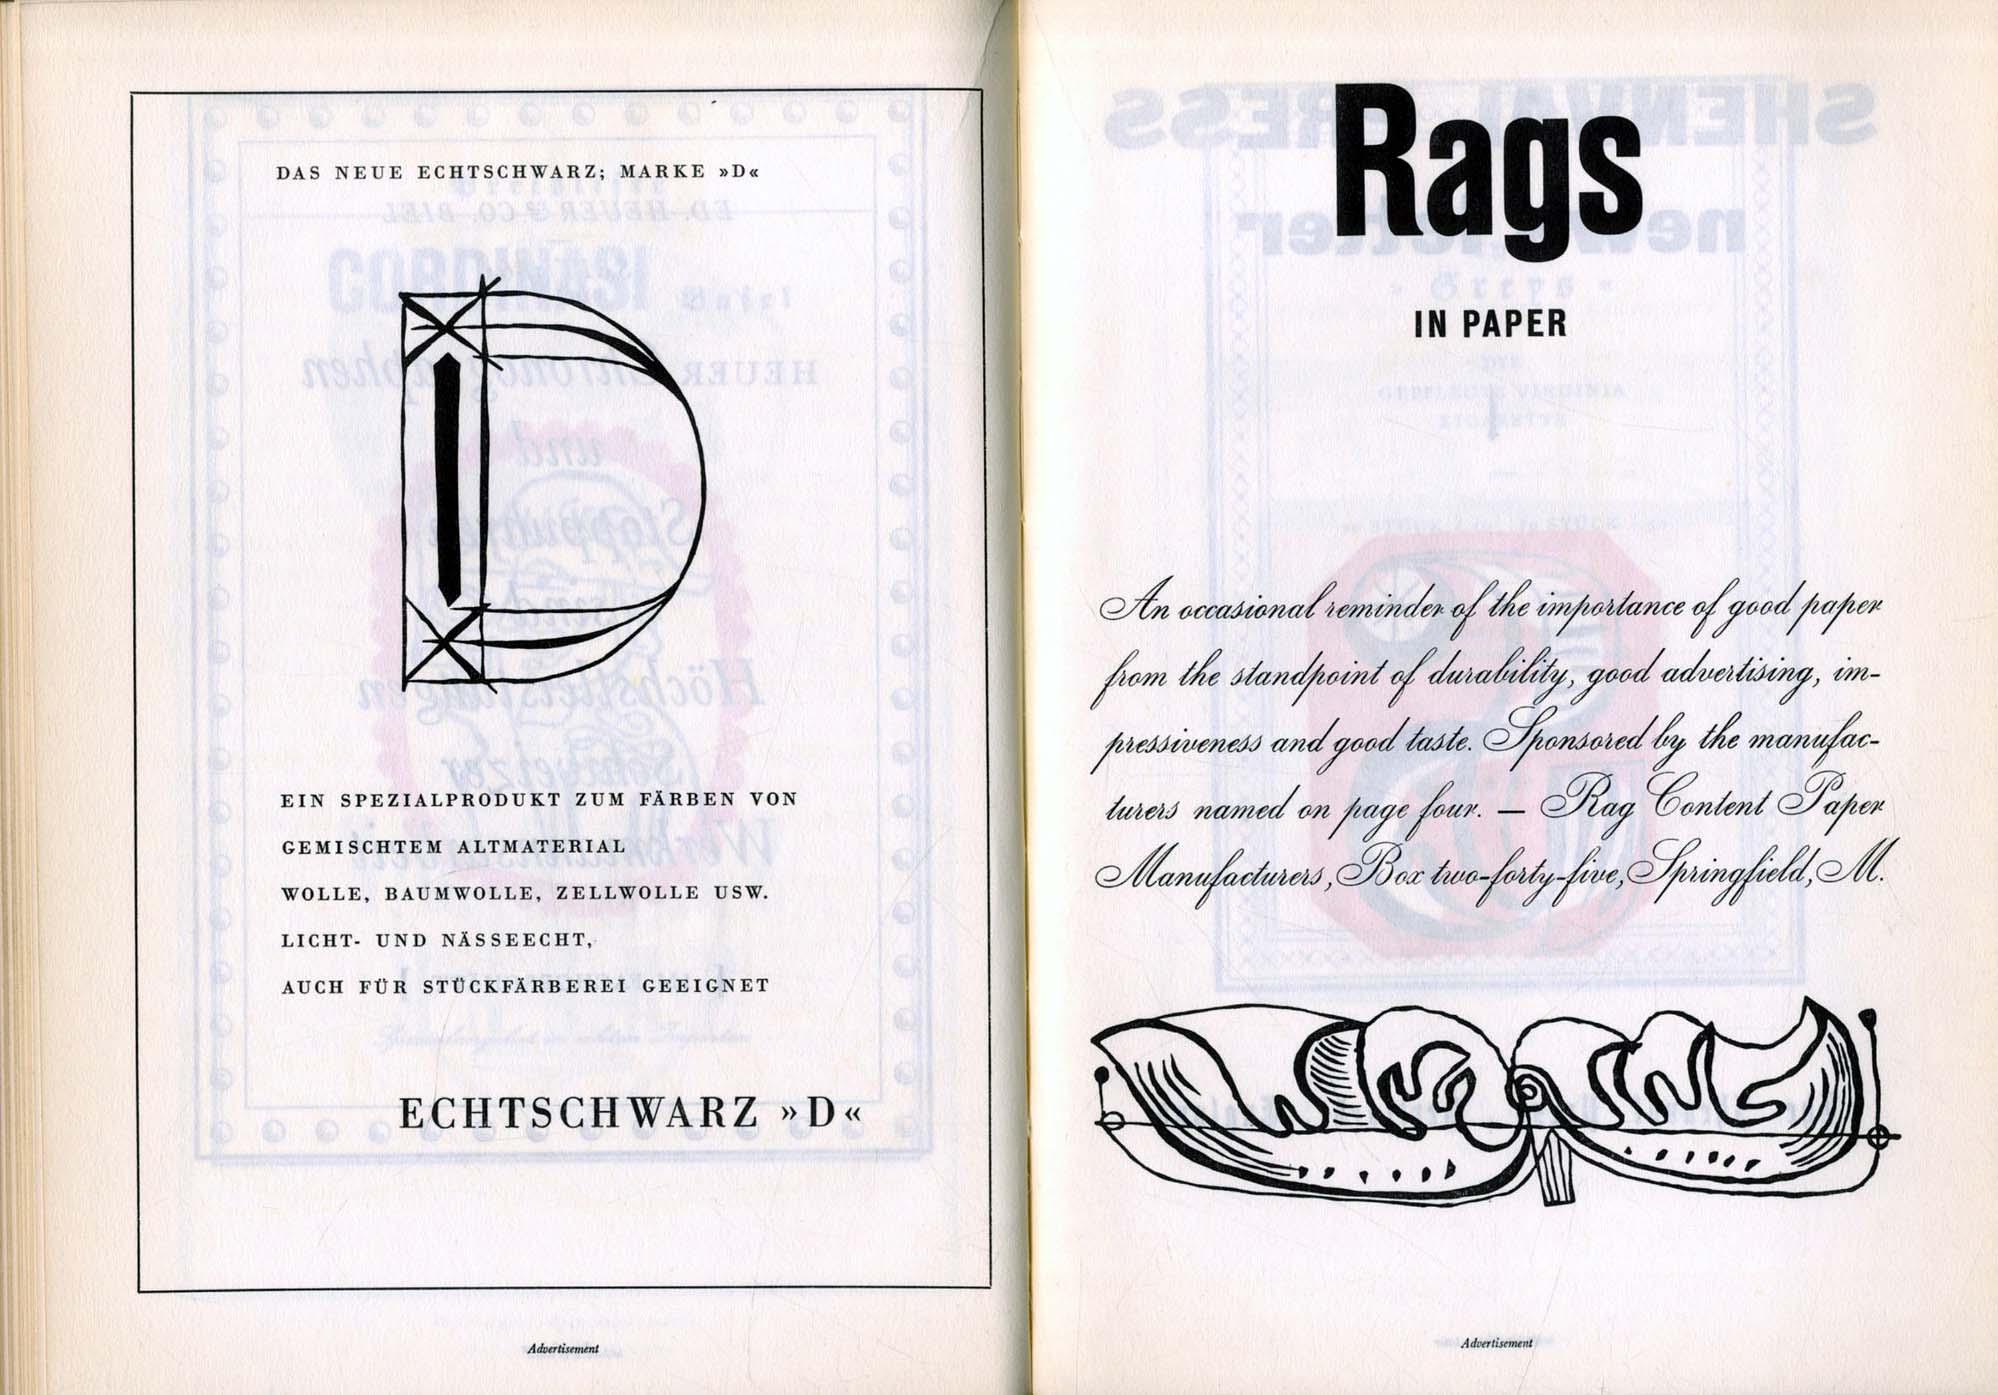 DAS NEUE ECHTSCHWARZ; MARKE »D«
D
EIN SPEZIALPRODUKT ZUM FÄRBEN VON
GEMISCHTEM ALTMATERIAL
WOLLE, BAUMWOLLE, ZELLWOLLE USW.
LICHT- UND NÄSSEECHT,
AUCH FÜR STÜCKFÄRBEREI GEEIGNET
ECHTSCHWARZ »D«
Advertisement
Rags
IN PAPER
An occasional reminder of the importance of good paper
from the standpoint of durability, good advertising, im-
pressiveness and good taste. Sponsored by the manufac-
turers named on page four. — Rag Content Paper
Manufacturers, Box two-forty-five, Springfield, M.
Advertisement